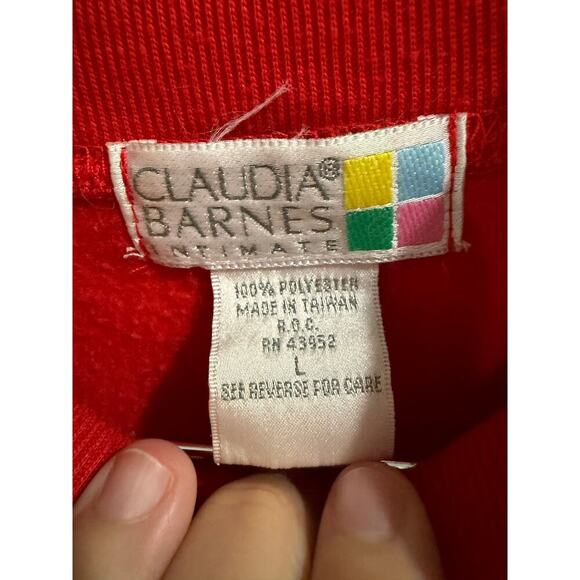 CLAUDIA®
BARNES
INTIMATE
100% POLYESTER
MADE IN TAIWAN
R.O.C.
RN 43952
L
SEE REVERSE FOR CARE